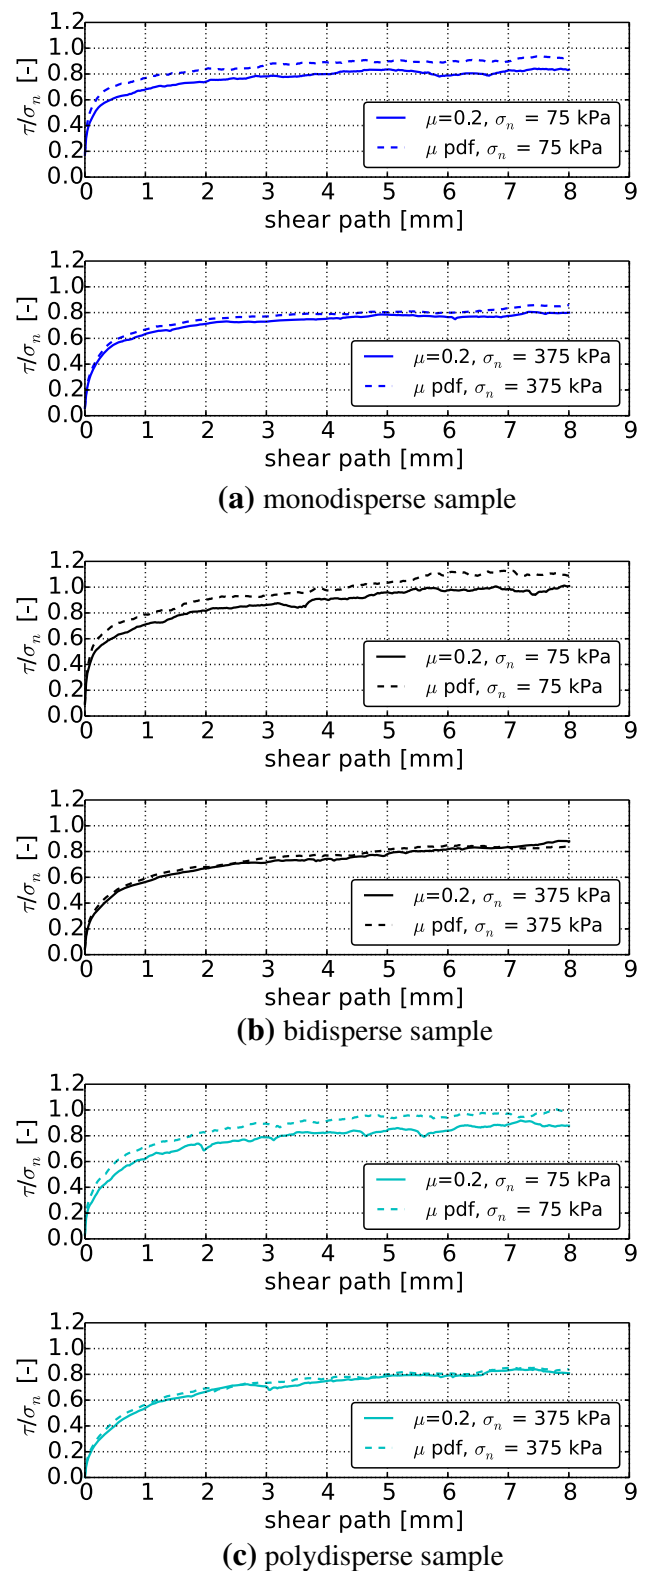 1.2
1.0
0.8
0.6
0.4
0.2
0.0
τ/σn [-]
μ=0.2, σn = 75 kPa
μ pdf, σn = 75 kPa
0 1 2 3 4 5 6 7 8 9
shear path [mm]
1.2
1.0
0.8
0.6
0.4
0.2
0.0
τ/σn [-]
μ=0.2, σn = 375 kPa
μ pdf, σn = 375 kPa
0 1 2 3 4 5 6 7 8 9
shear path [mm]
(a) monodisperse sample
1.2
1.0
0.8
0.6
0.4
0.2
0.0
τ/σn [-]
μ=0.2, σn = 75 kPa
μ pdf, σn = 75 kPa
0 1 2 3 4 5 6 7 8 9
shear path [mm]
1.2
1.0
0.8
0.6
0.4
0.2
0.0
τ/σn [-]
μ=0.2, σn = 375 kPa
μ pdf, σn = 375 kPa
0 1 2 3 4 5 6 7 8 9
shear path [mm]
(b) bidisperse sample
1.2
1.0
0.8
0.6
0.4
0.2
0.0
τ/σn [-]
μ=0.2, σn = 75 kPa
μ pdf, σn = 75 kPa
0 1 2 3 4 5 6 7 8 9
shear path [mm]
1.2
1.0
0.8
0.6
0.4
0.2
0.0
τ/σn [-]
μ=0.2, σn = 375 kPa
μ pdf, σn = 375 kPa
0 1 2 3 4 5 6 7 8 9
shear path [mm]
(c) polydisperse sample